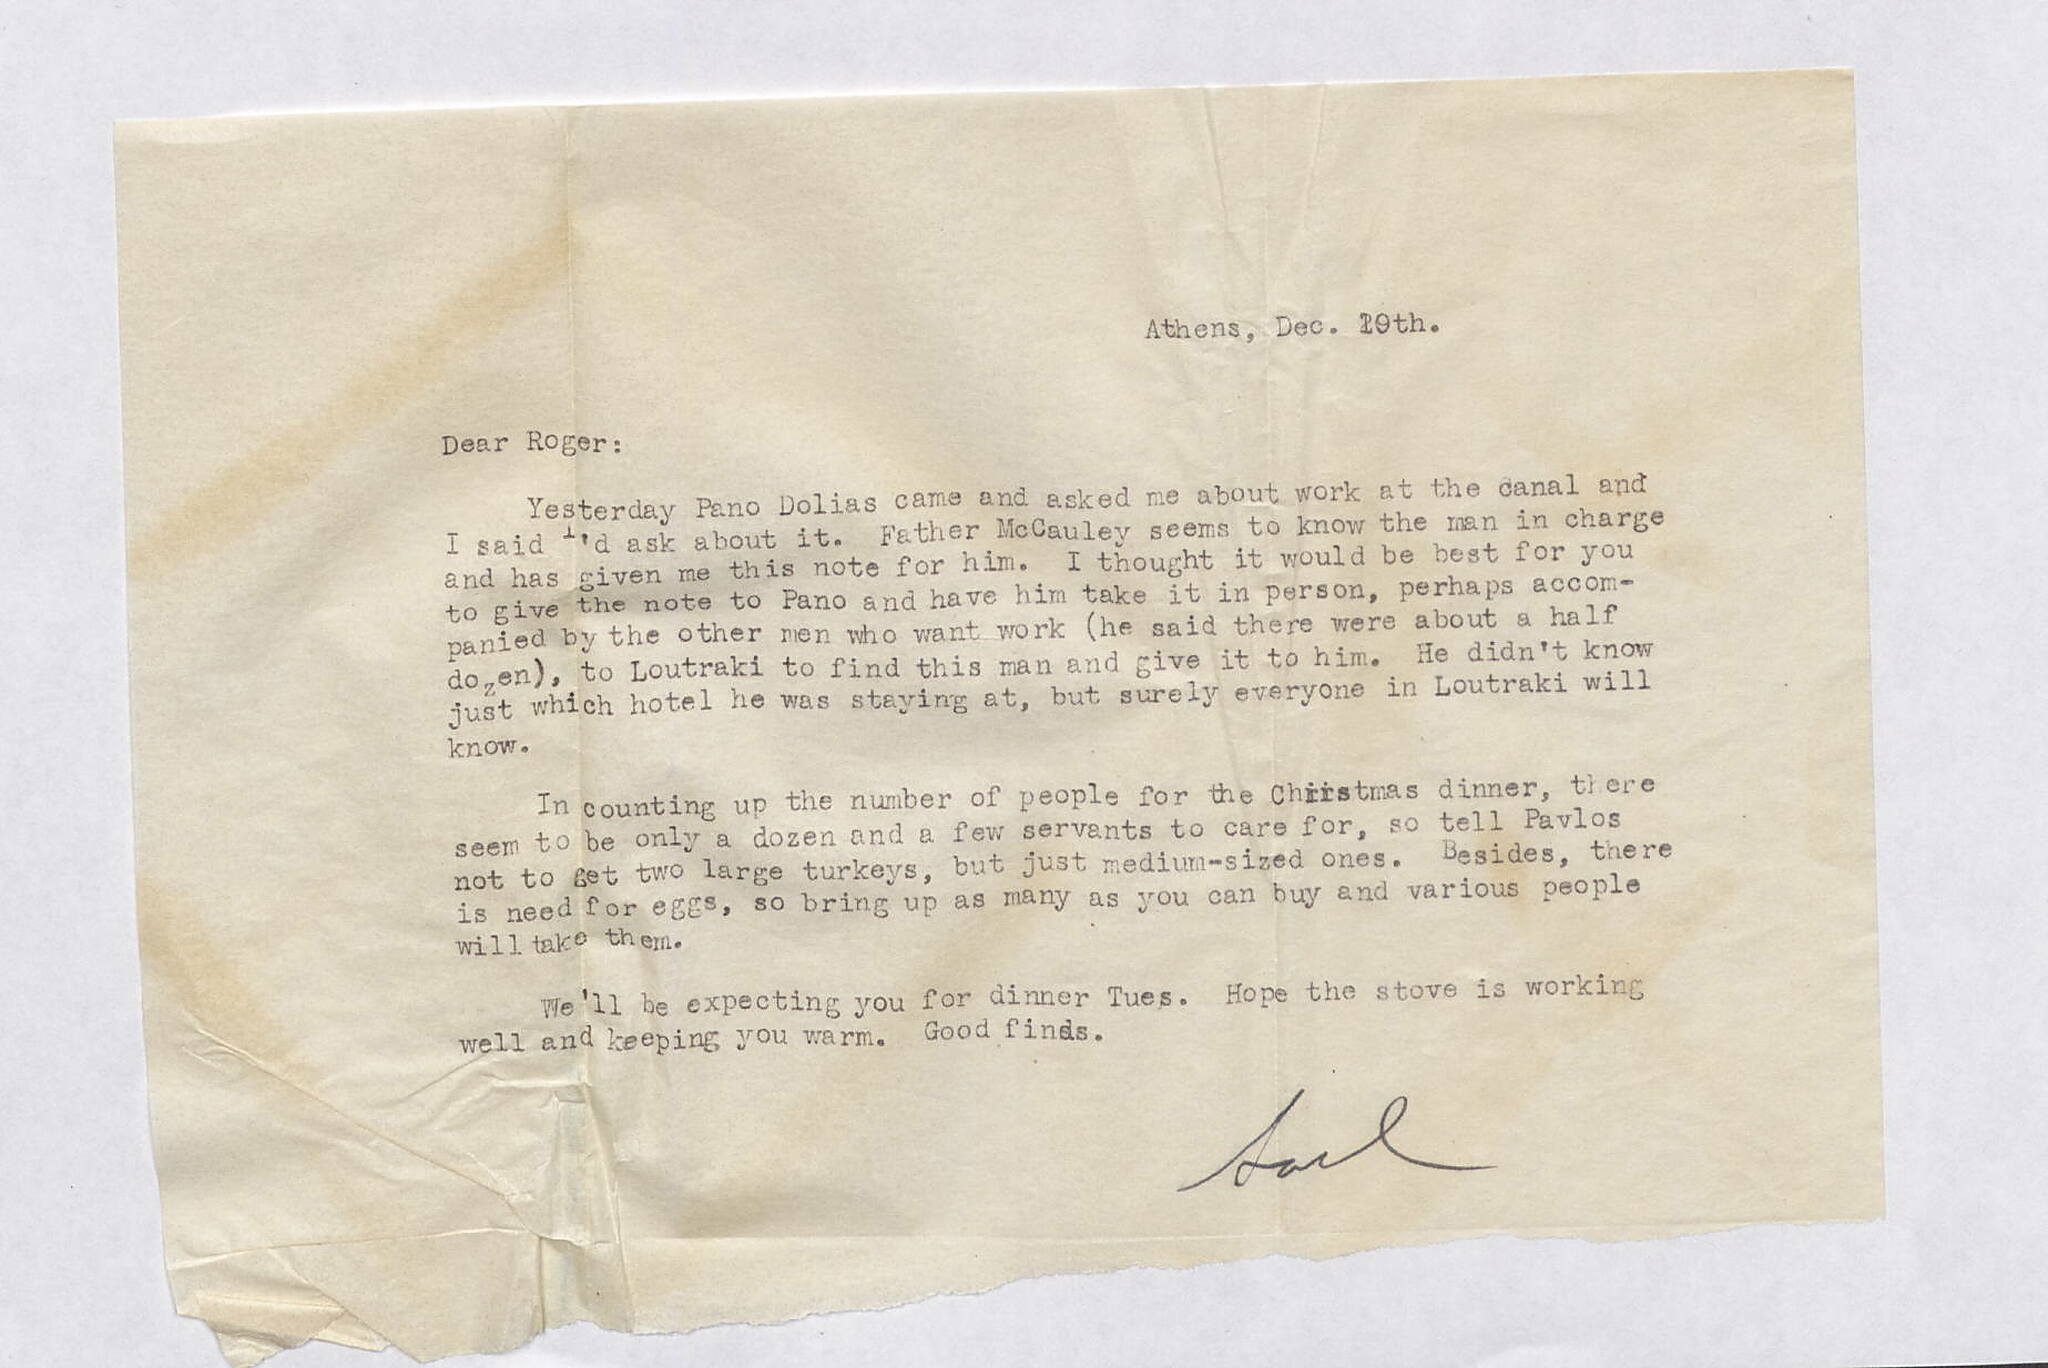 Athens, Dec. 19th.
Dear Roger:
Yesterday Pano Dolias came and asked me about work at the canal and
I said I'd ask about it. Father McCauley seems to know the man in charge
and has given me this note for him. I thought it would be best for you
to give the note to Pano and have him take it in person, perhaps accom-
panied by the other men who want work (he said there were about a half
dozen), to Loutraki to find this man and give it to him. He didn't know
just which hotel he was staying at, but surely everyone in Loutraki will
know.
In counting up the number of people for the Christmas dinner, there
seem to be only a dozen and a few servants to care for, so tell Pavlos
not to get two large turkeys, but just medium-sized ones. Besides, there
is need for eggs, so bring up as many as you can buy and various people
will take them.
We'll be expecting you for dinner Tues. Hope the stove is working
well and keeping you warm. Good finds.
Saul